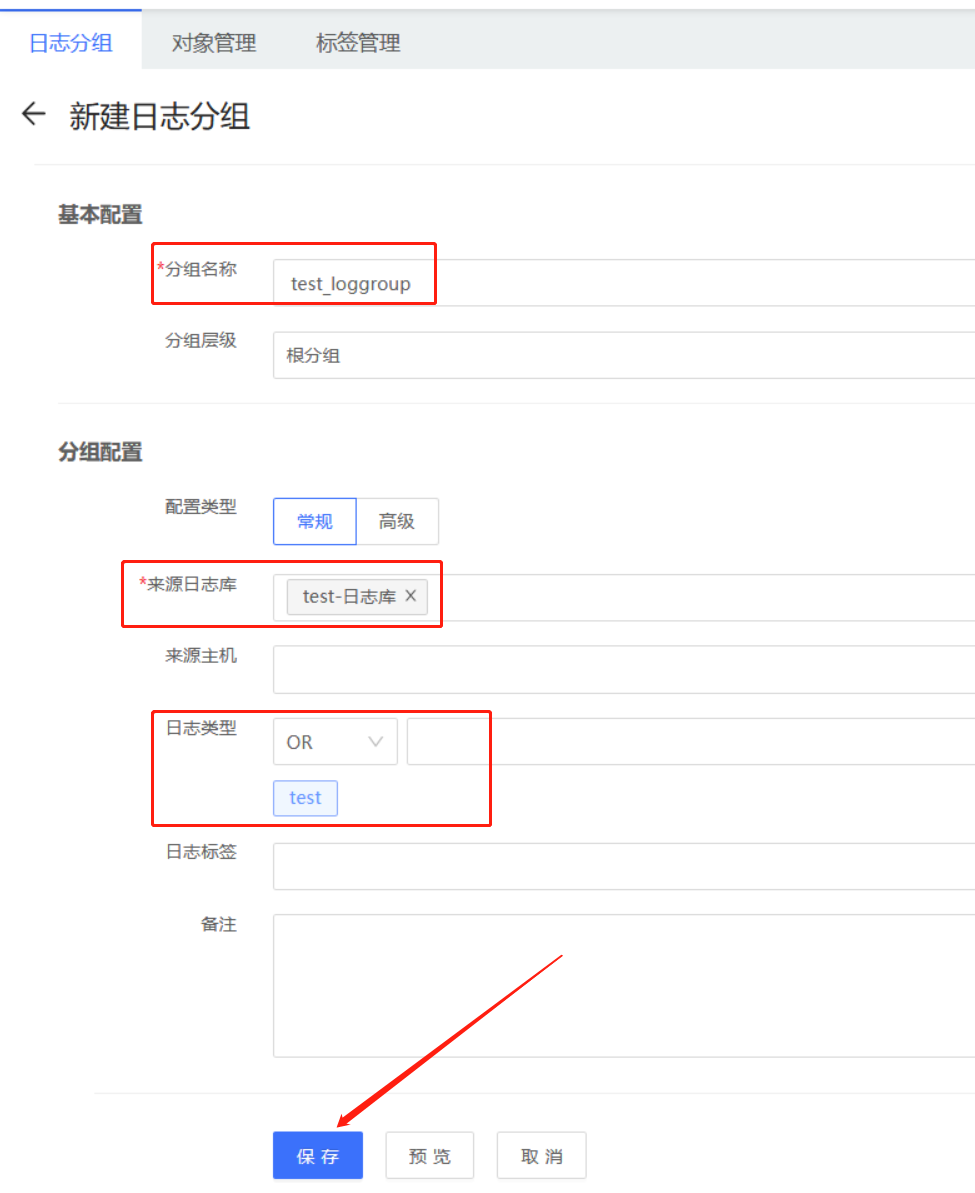 日志分组 对象管理 标签管理
新建日志分组
基本配置
*分组名称 test_loggroup
分组层级 根分组
分组配置
配置类型 常规 高级
*来源日志库 test-日志库 ×
来源主机
日志类型 OR
test
日志标签
备注
保存 预览 取消